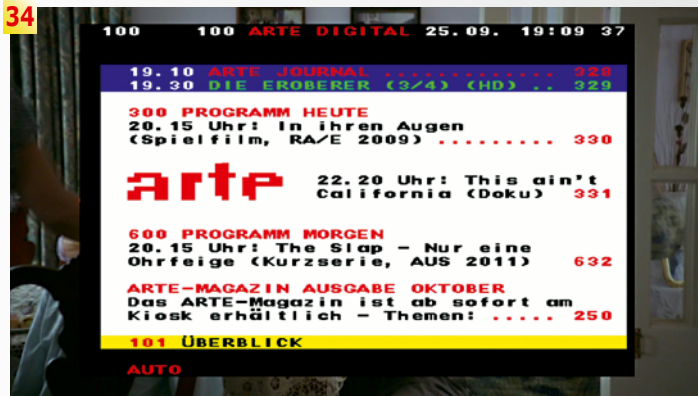 34
100 100 ARTE DIGITAL 25.09. 19:09 37
19.10 ARTE JOURNAL ............. 328
19.30 DIE EROBERER (3/4) (HD) .. 329
300 PROGRAMM HEUTE
20.15 Uhr: In ihren Augen
(Spielfilm, RA/E 2009) ......... 330
arte
22.20 Uhr: This ain't
California (Doku) 331
600 PROGRAMM MORGEN
20.15 Uhr: The Slap - Nur eine
Ohrfeige (Kurzserie, AUS 2011) 632
ARTE-MAGAZIN AUSGABE OKTOBER
Das ARTE-Magazin ist ab sofort am
Kiosk erhältlich - Themen: ..... 250
101 ÜBERBLICK
AUTO